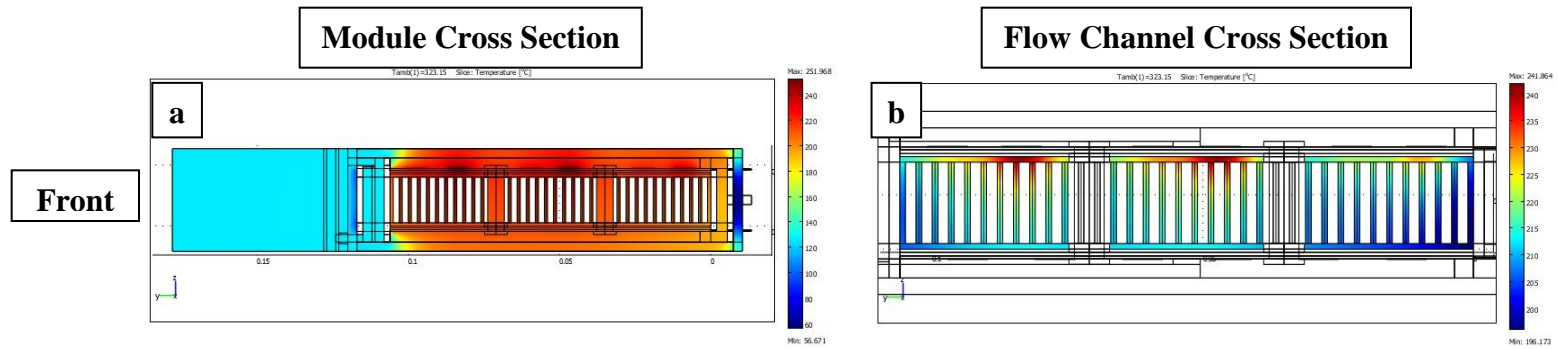 Module Cross Section
Flow Channel Cross Section
Tamb(1)=323.15 Slice: Temperature [°C]
Max: 251.968
Tamb(1)=323.15 Slice: Temperature [°C]
Max: 241.864
a
b
Front
240
220
200
180
160
140
120
100
80
60
Min: 56.671
0.15
0.1
0.05
0
z
y
x
240
235
230
225
220
215
210
205
200
Min: 196.173
0.1
0.05
z
y
x